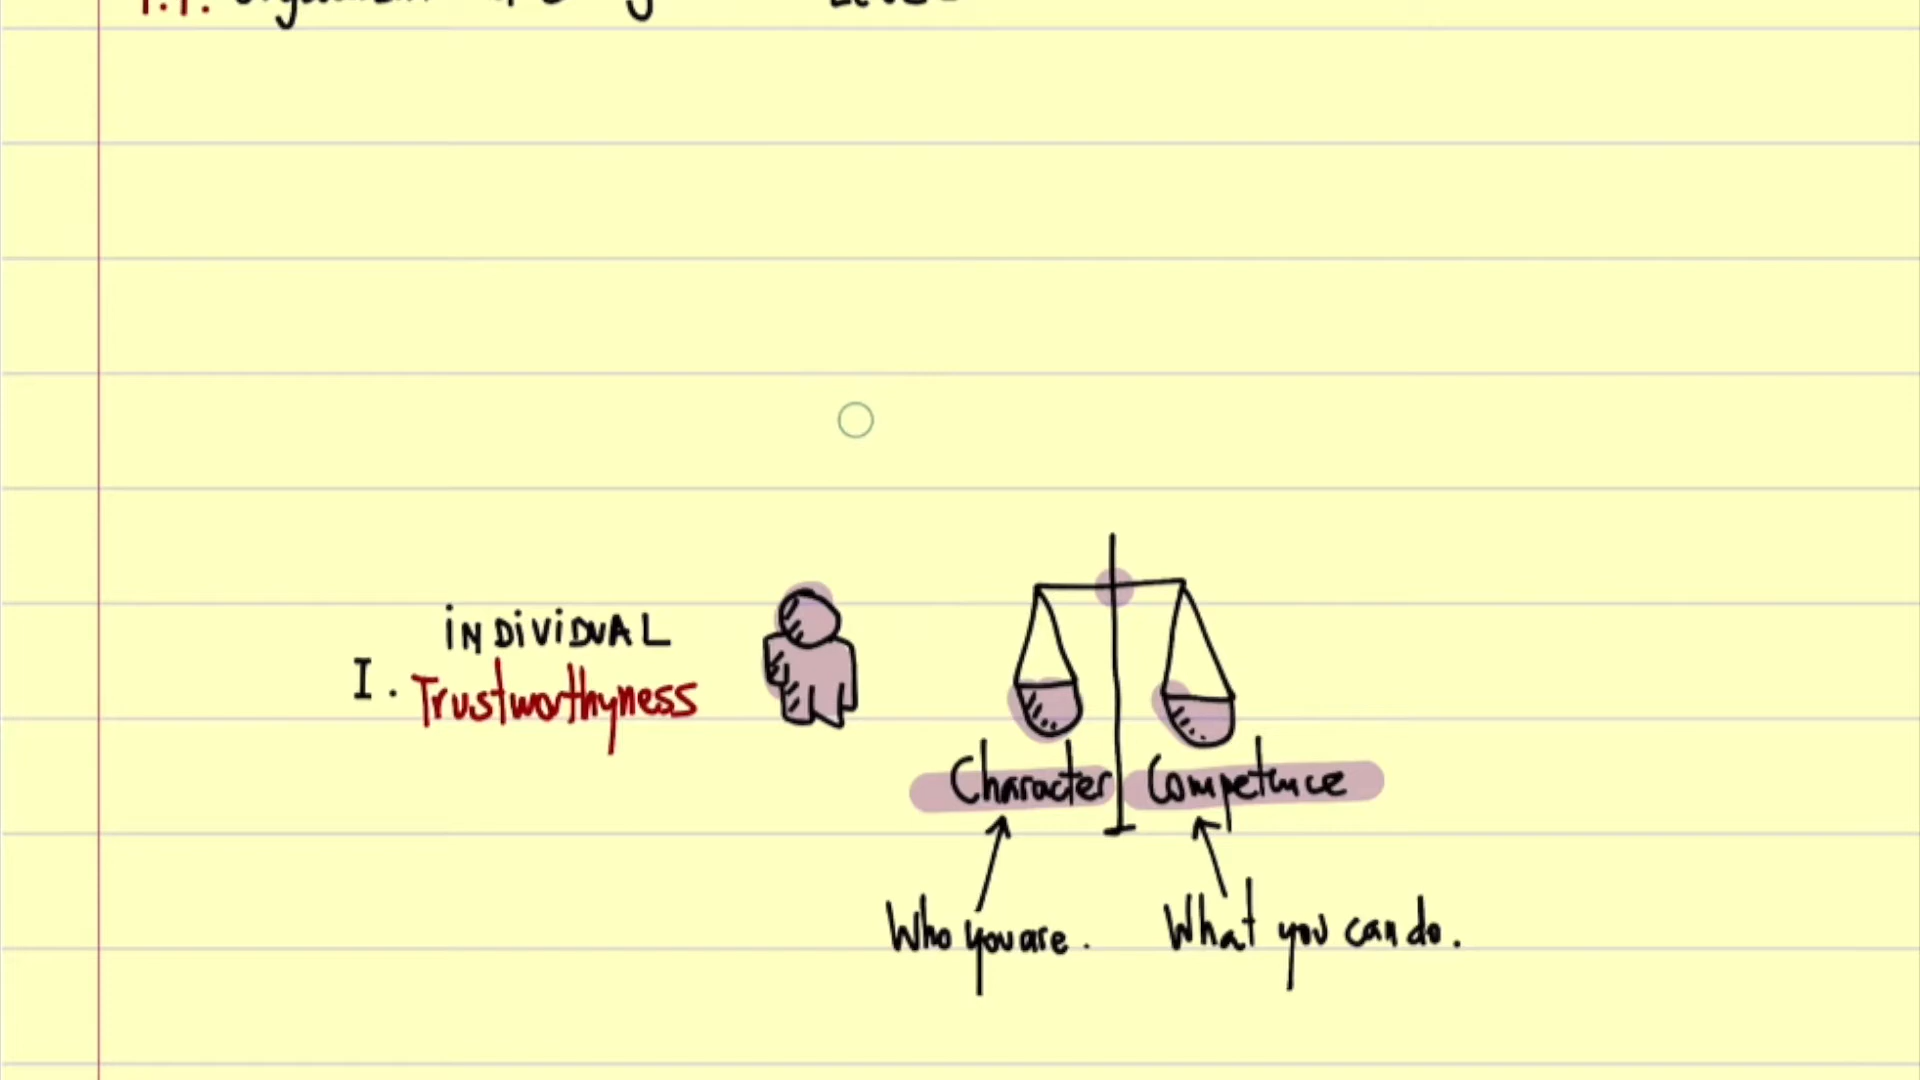 INDIVIDUAL
I. Trustworthyness
Character Competence
Who you are. What you can do.